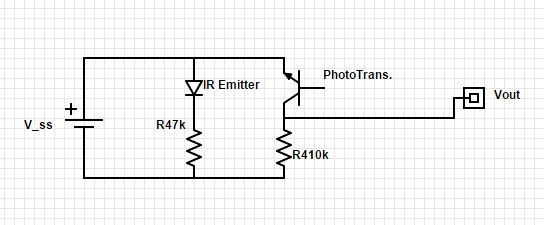 PhotoTrans.
IR Emitter
Vout
+
V_ss
R47k
R410k